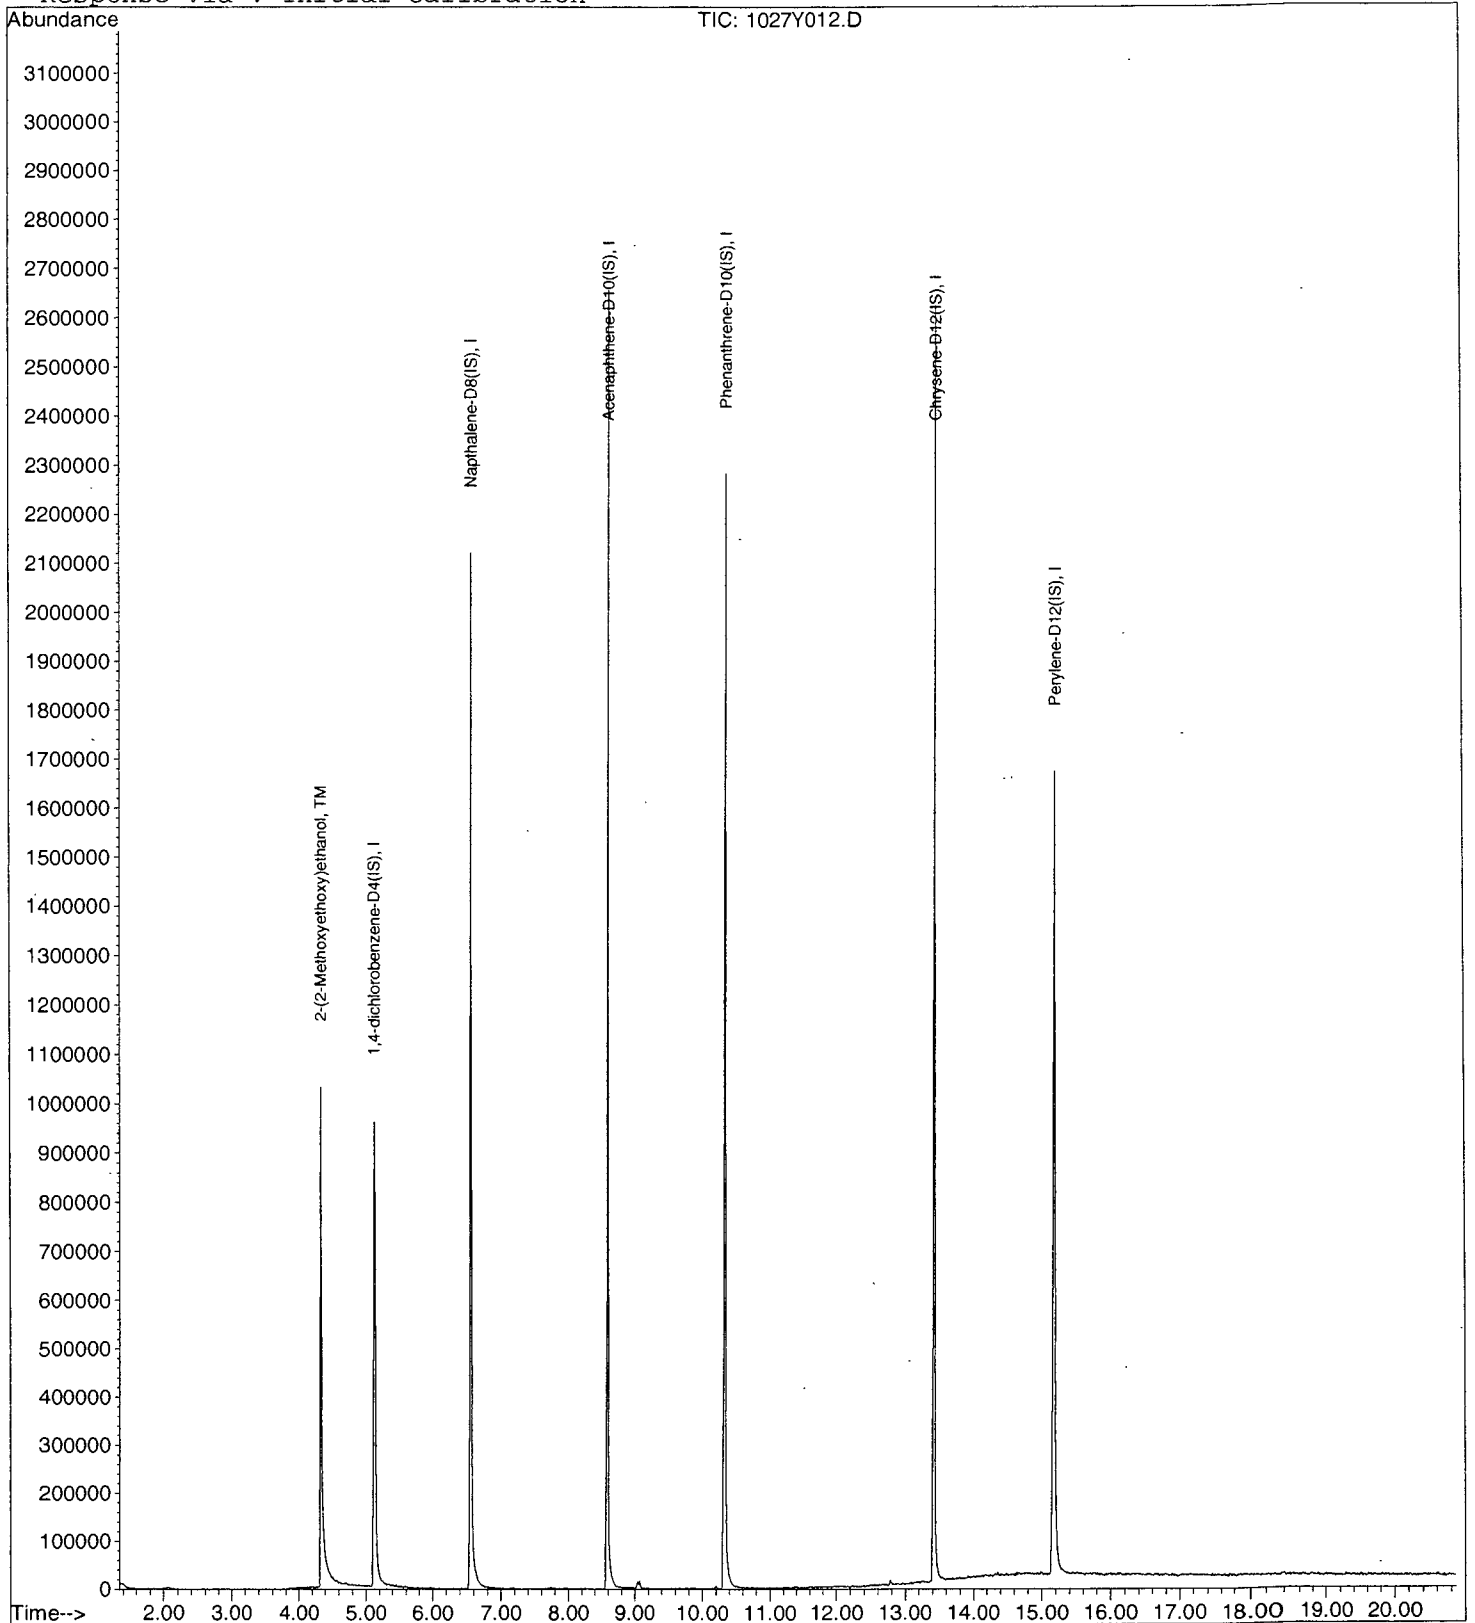 Response via : Initial Calibration
Abundance
TIC: 1027Y012.D
3100000
3000000
2900000
2800000
2700000
2600000
2500000
2400000
2300000
2200000
2100000
2000000
1900000
1800000
1700000
1600000
1500000
1400000
1300000
1200000
1100000
1000000
900000
800000
700000
600000
500000
400000
300000
200000
100000
0
2-(2-Methoxyethoxy)ethanol, TM
1,4-dichlorobenzene-D4(IS), I
Napthalene-D8(IS), I
Acenaphthene-D10(IS), I
Phenanthrene-D10(IS), I
Chrysene-D12(IS), I
Perylene-D12(IS), I
Time-->
2.00 3.00 4.00 5.00 6.00 7.00 8.00 9.00 10.00 11.00 12.00 13.00 14.00 15.00 16.00 17.00 18.00 19.00 20.00